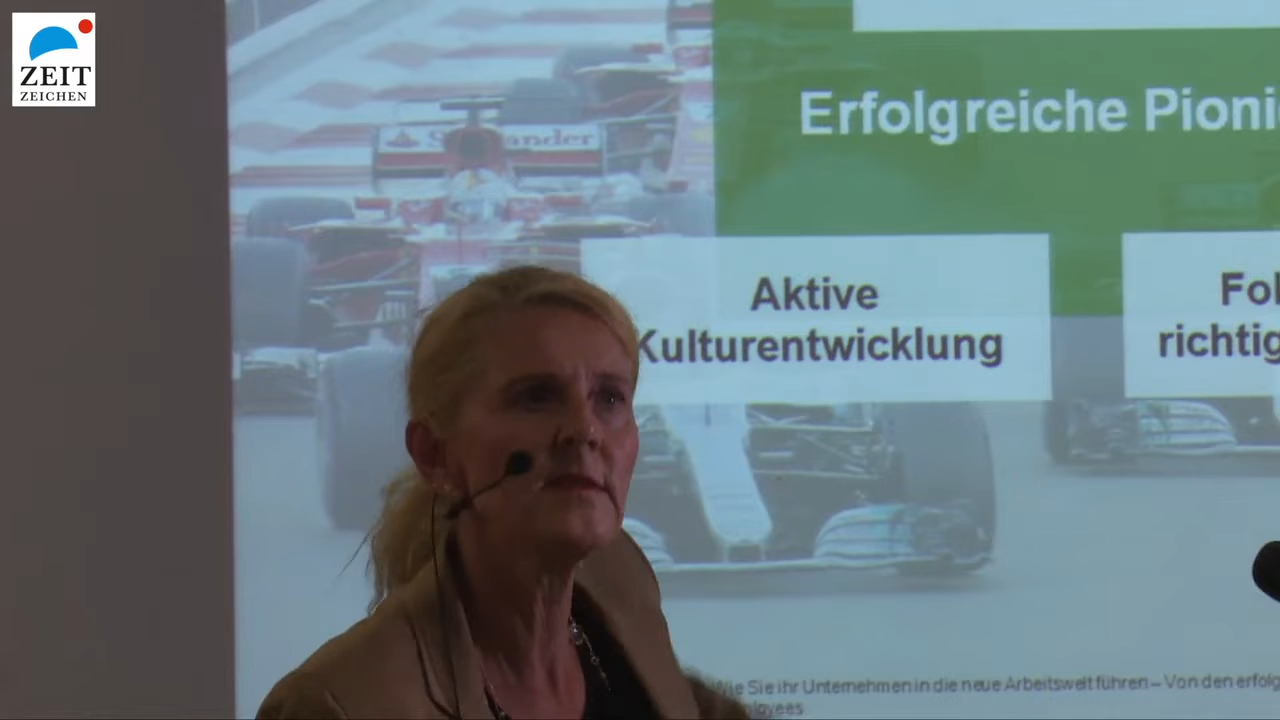 ZEIT
ZEICHEN
Santander
Erfolgreiche Pioni
Aktive
Kulturentwicklung
Fol
richtig
Wie Sie ihr Unternehmen in die neue Arbeitswelt führen – Von den erfolg
ployees